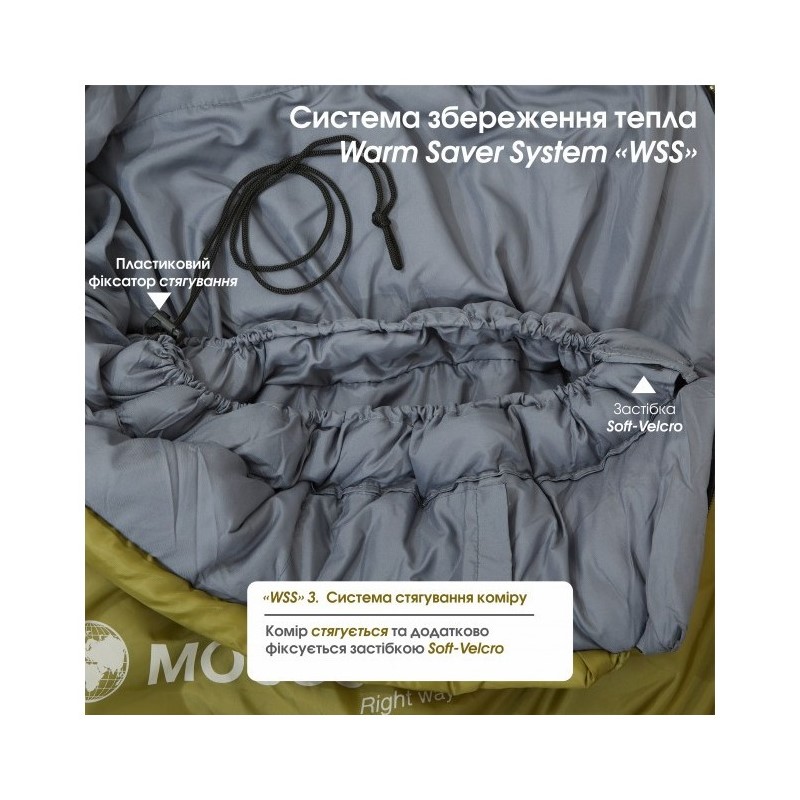 Система збереження тепла
Warm Saver System «WSS»
Пластиковий
фіксатор стягування
Застібка
Soft-Velcro
«WSS» 3. Система стягування коміру
Комір стягується та додатково
фіксується застібкою Soft-Velcro
Right way